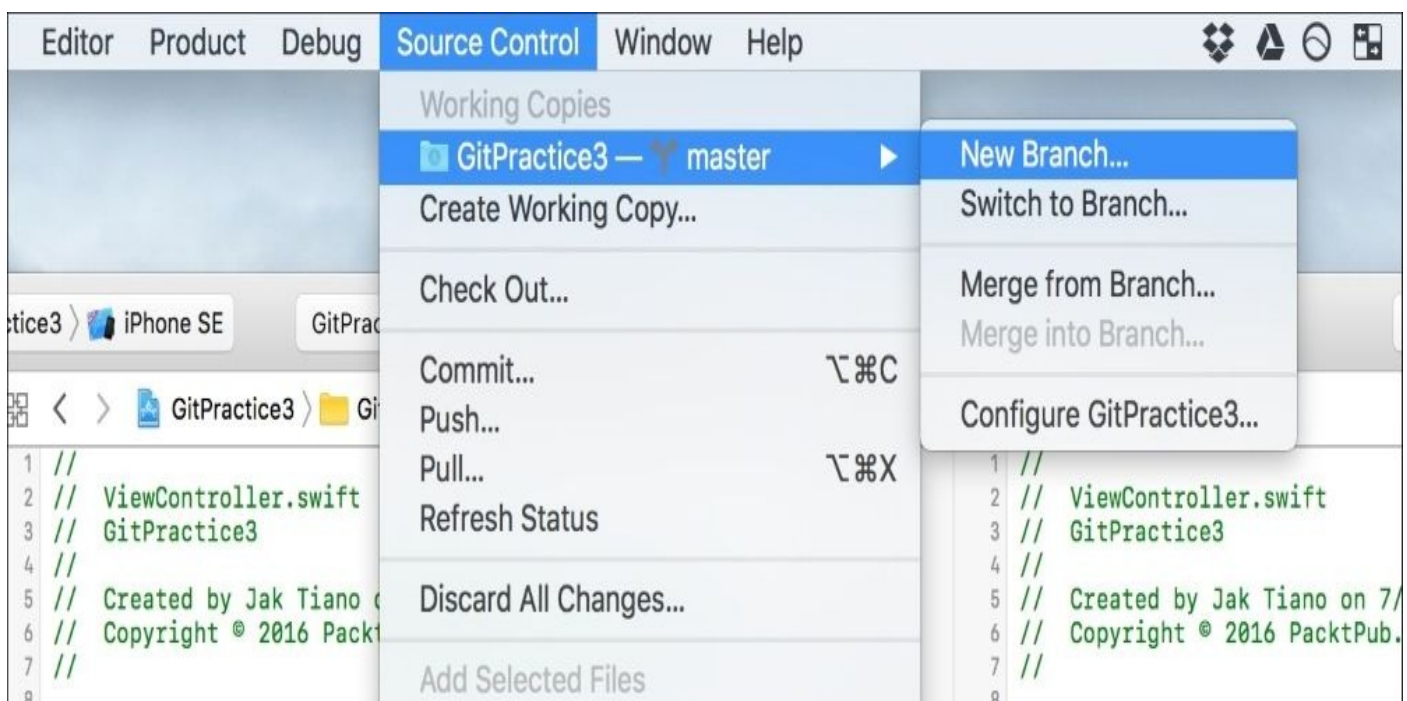 Editor Product Debug Source Control Window Help
Working Copies
GitPractice3 — master
Create Working Copy...
Check Out...
Commit... ⌥⌘C
Push...
Pull... ⌥⌘X
Refresh Status
Discard All Changes...
Add Selected Files
New Branch...
Switch to Branch...
Merge from Branch...
Merge into Branch...
Configure GitPractice3...
iPhone SE
GitPractice3
1 //
2 // ViewController.swift
3 // GitPractice3
4 //
5 // Created by Jak Tiano
6 // Copyright © 2016
7 //
1 //
2 // ViewController.swift
3 // GitPractice3
4 //
5 // Created by Jak Tiano on 7/
6 // Copyright © 2016 PacktPub.
7 //